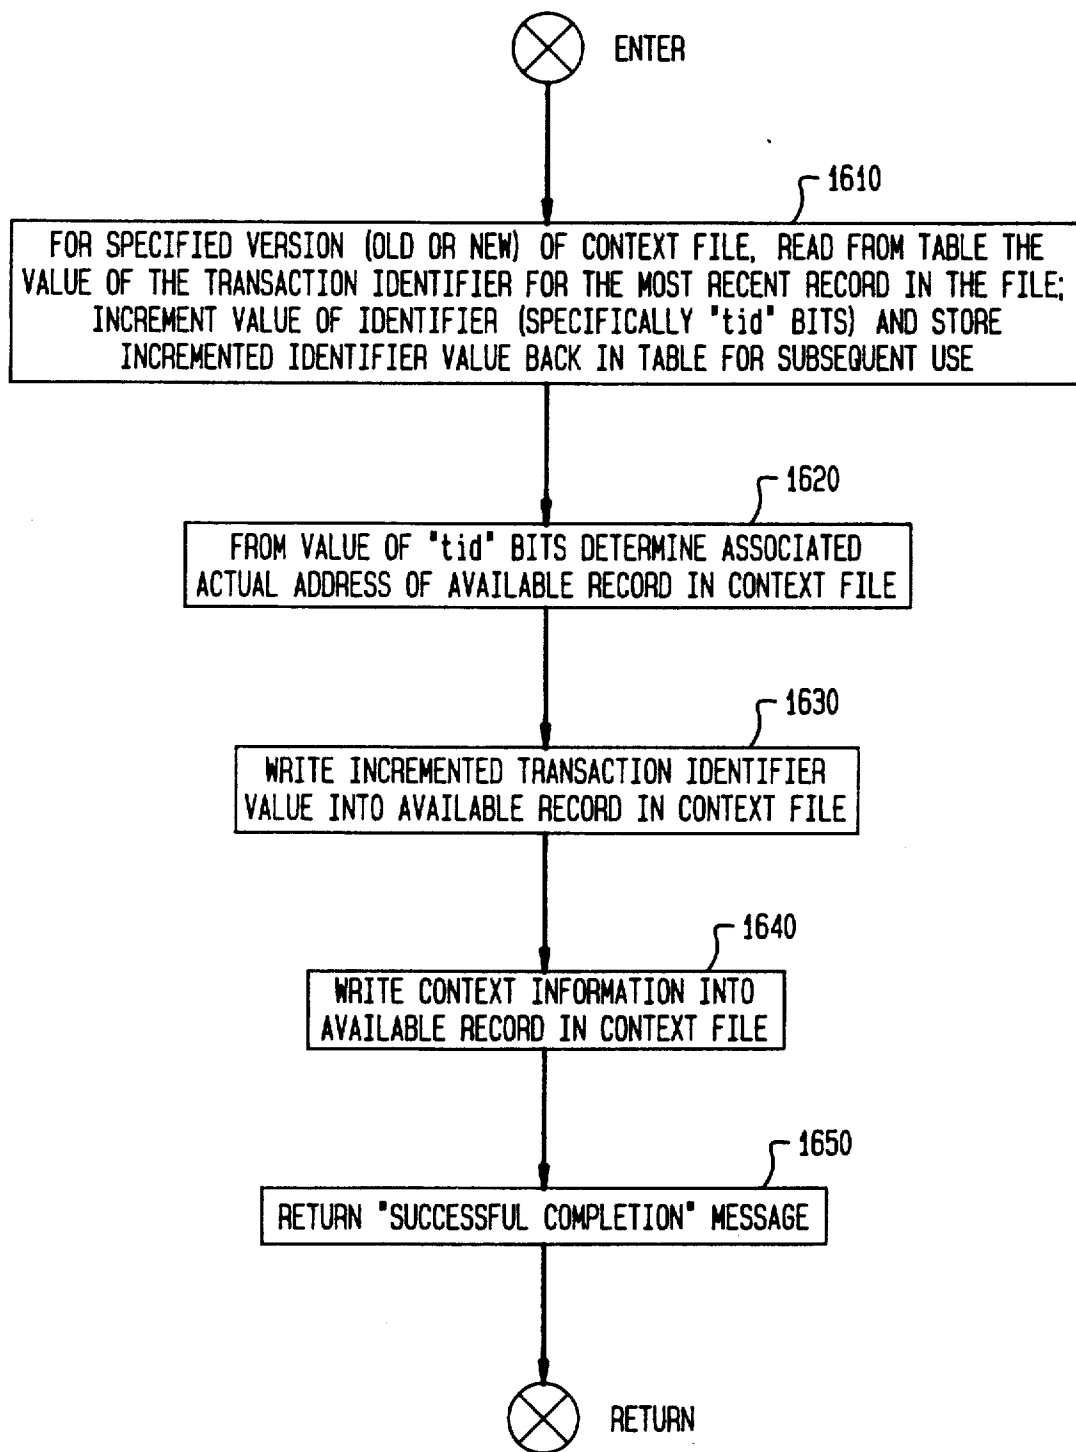 ENTER
1610
FOR SPECIFIED VERSION (OLD OR NEW) OF CONTEXT FILE, READ FROM TABLE THE
VALUE OF THE TRANSACTION IDENTIFIER FOR THE MOST RECENT RECORD IN THE FILE;
INCREMENT VALUE OF IDENTIFIER (SPECIFICALLY "tid" BITS) AND STORE
INCREMENTED IDENTIFIER VALUE BACK IN TABLE FOR SUBSEQUENT USE
1620
FROM VALUE OF "tid" BITS DETERMINE ASSOCIATED
ACTUAL ADDRESS OF AVAILABLE RECORD IN CONTEXT FILE
1630
WRITE INCREMENTED TRANSACTION IDENTIFIER
VALUE INTO AVAILABLE RECORD IN CONTEXT FILE
1640
WRITE CONTEXT INFORMATION INTO
AVAILABLE RECORD IN CONTEXT FILE
1650
RETURN "SUCCESSFUL COMPLETION" MESSAGE
RETURN